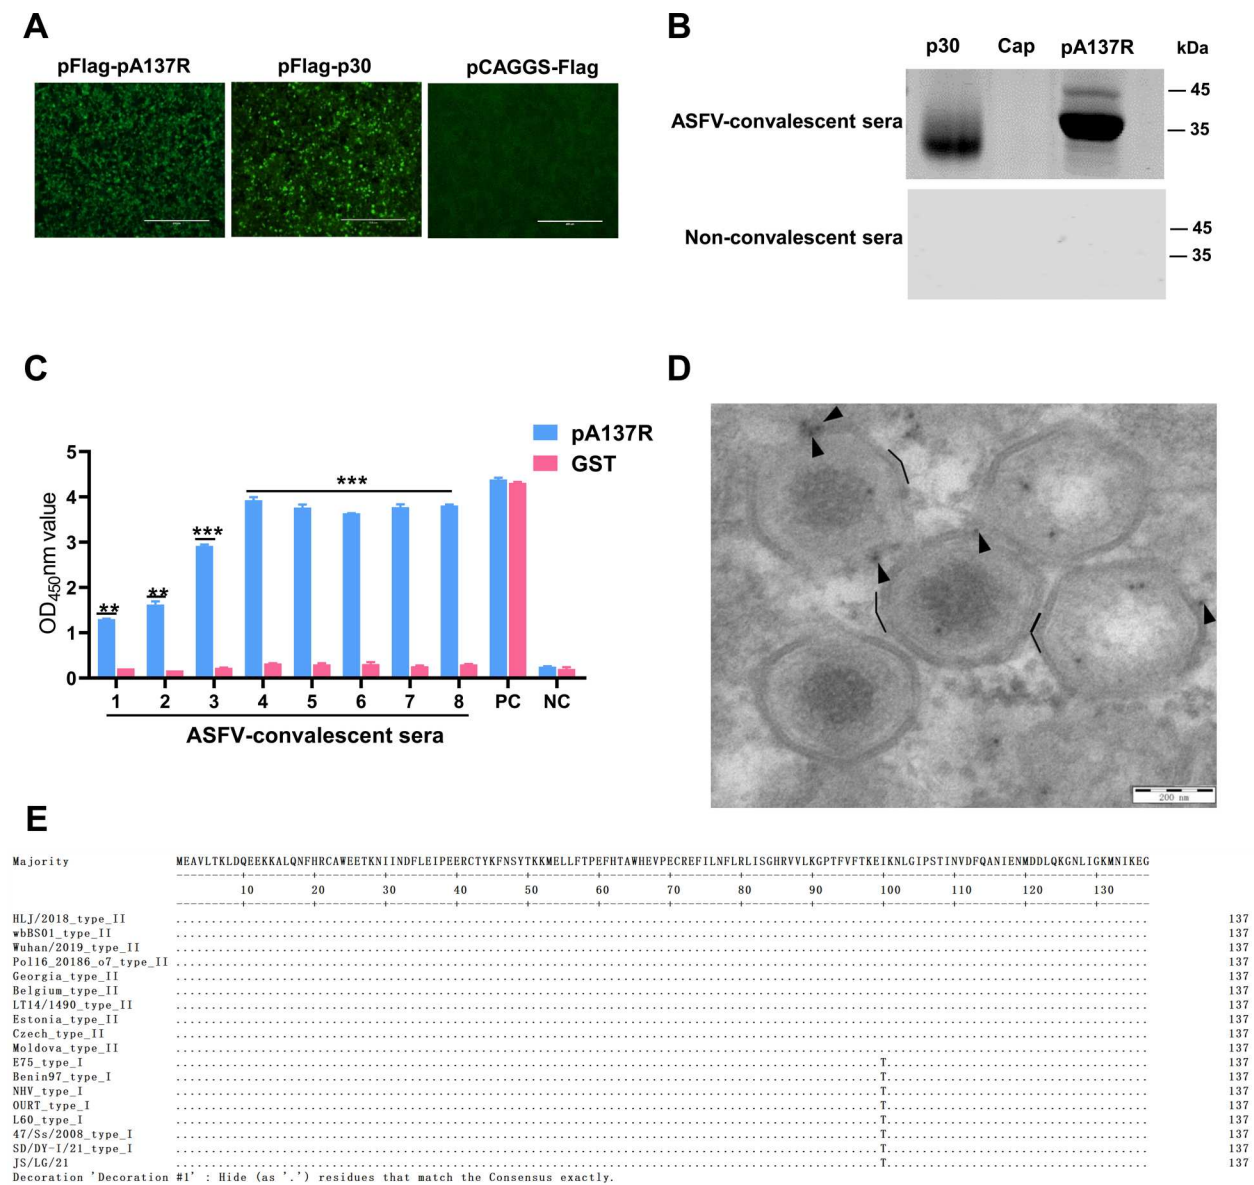 A
pFlag-pA137R pFlag-p30 pCAGGS-Flag
B
p30 Cap pA137R kDa
ASFV-convalescent sera
45
35
Non-convalescent sera
45
35
C
pA137R
GST
OD450nm value
5
4
3
2
1
0
** ** *** ***
1 2 3 4 5 6 7 8 PC NC
ASFV-convalescent sera
D
200 nm
E
Majority MEAVLTKLDQEEKKALQNFHRCAWEETKNIINDFLEIPEERCTYKFNSYTKKMELLFTPEFHTAWHEVPECREFILNFLRLISGHRVVLKGPTFVFTKEIKNLGIPSTINVDFQANIENMDDLQKGNLIGKMNIKEG
10 20 30 40 50 60 70 80 90 100 110 120 130
HLJ/2018_type_II 137
wbBS01_type_II 137
Wuhan/2019_type_II 137
Pol16_20186_o7_type_II 137
Georgia_type_II 137
Belgium_type_II 137
LT14/1490_type_II 137
Estonia_type_II 137
Czech_type_II 137
Moldova_type_II 137
E75_type_I T 137
Benin97_type_I T 137
NHV_type_I T 137
OURT_type_I T 137
L60_type_I T 137
47/Ss/2008_type_I T 137
SD/DY-I/21_type_I T 137
JS/LG/21 T 137
Decoration 'Decoration #1' : Hide (as '.') residues that match the Consensus exactly.